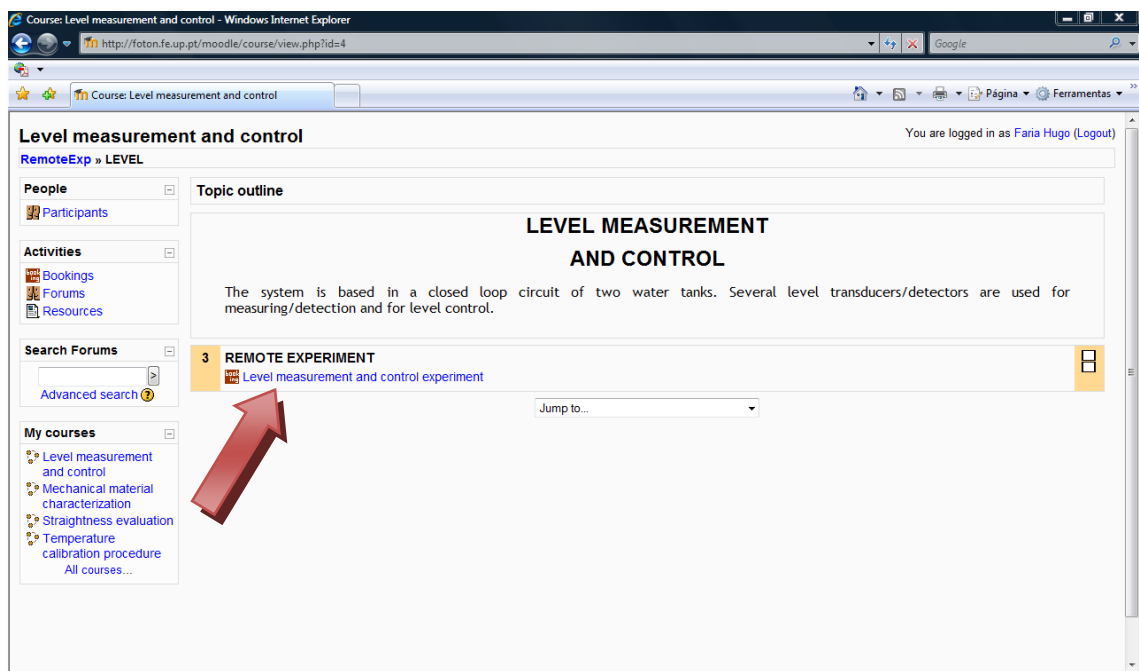 Course: Level measurement and control - Windows Internet Explorer
http://foton.fe.up.pt/moodle/course/view.php?id=4
Google
Course: Level measurement and control
Página
Ferramentas
Level measurement and control
You are logged in as Faria Hugo (Logout)
RemoteExp » LEVEL
People
Participants
Activities
Bookings
Forums
Resources
Search Forums
>
Advanced search ?
My courses
Level measurement
and control
Mechanical material
characterization
Straightness evaluation
Temperature
calibration procedure
All courses...
Topic outline
LEVEL MEASUREMENT
AND CONTROL
The system is based in a closed loop circuit of two water tanks. Several level transducers/detectors are used for
measuring/detection and for level control.
3 REMOTE EXPERIMENT
booking Level measurement and control experiment
Jump to...